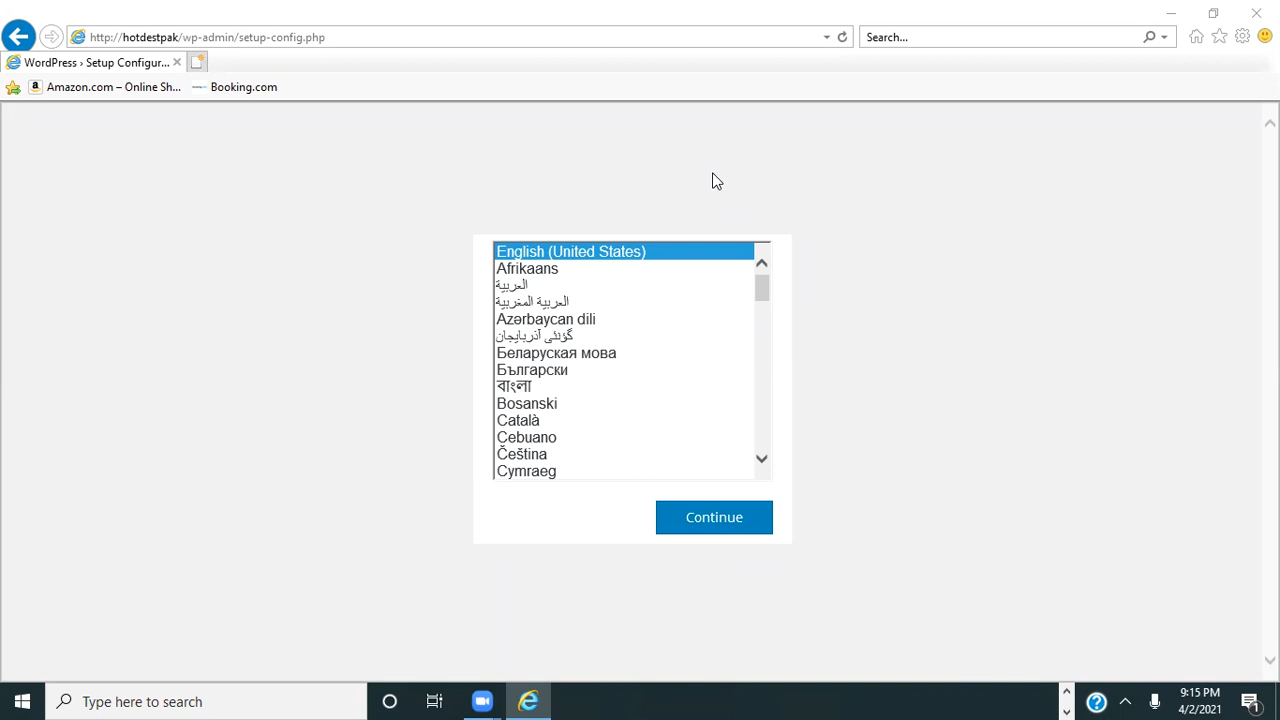 http://hotdestpak/wp-admin/setup-config.php
Search...
WordPress › Setup Configur...
Amazon.com – Online Sh...
Booking.com
English (United States)
Afrikaans
العربية
العربية المغربية
Azərbaycan dili
گؤنئی آذربایجان
Беларуская мова
Български
বাংলা
Bosanski
Català
Cebuano
Čeština
Cymraeg
Continue
Type here to search
9:15 PM
4/2/2021
1